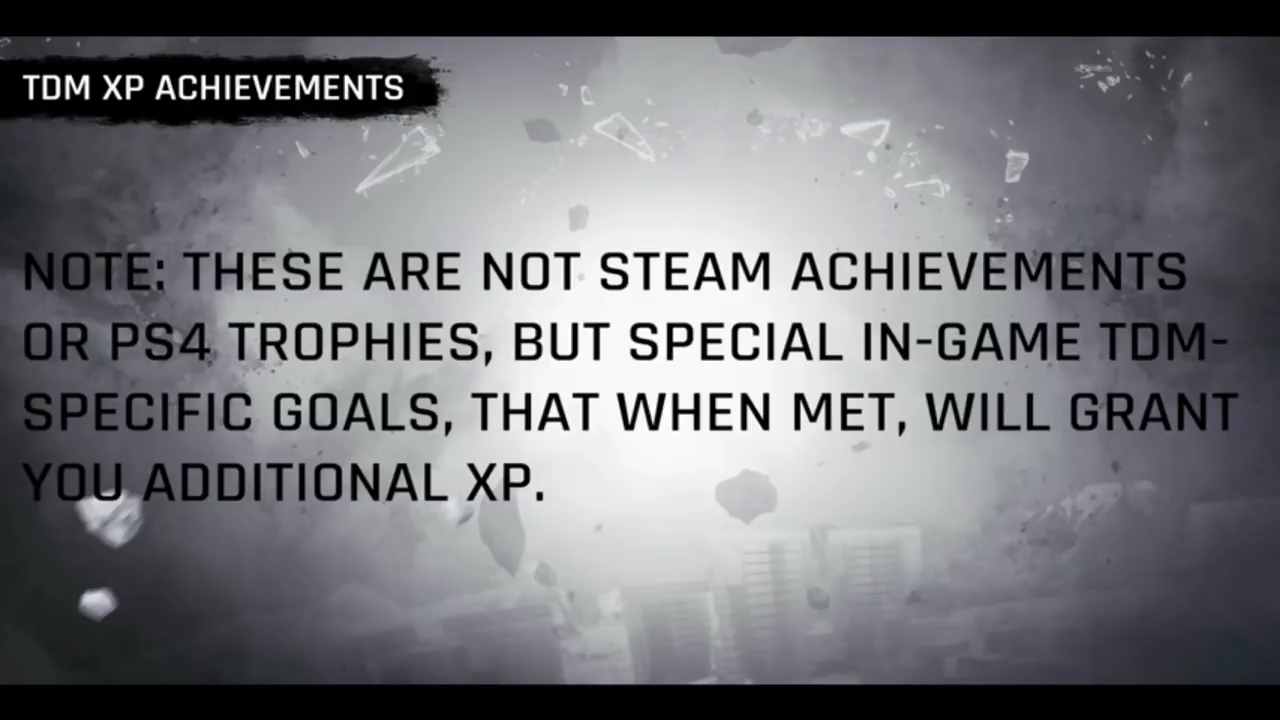 TDM XP ACHIEVEMENTS
NOTE: THESE ARE NOT STEAM ACHIEVEMENTS
OR PS4 TROPHIES, BUT SPECIAL IN-GAME TDM-
SPECIFIC GOALS, THAT WHEN MET, WILL GRANT
YOU ADDITIONAL XP.